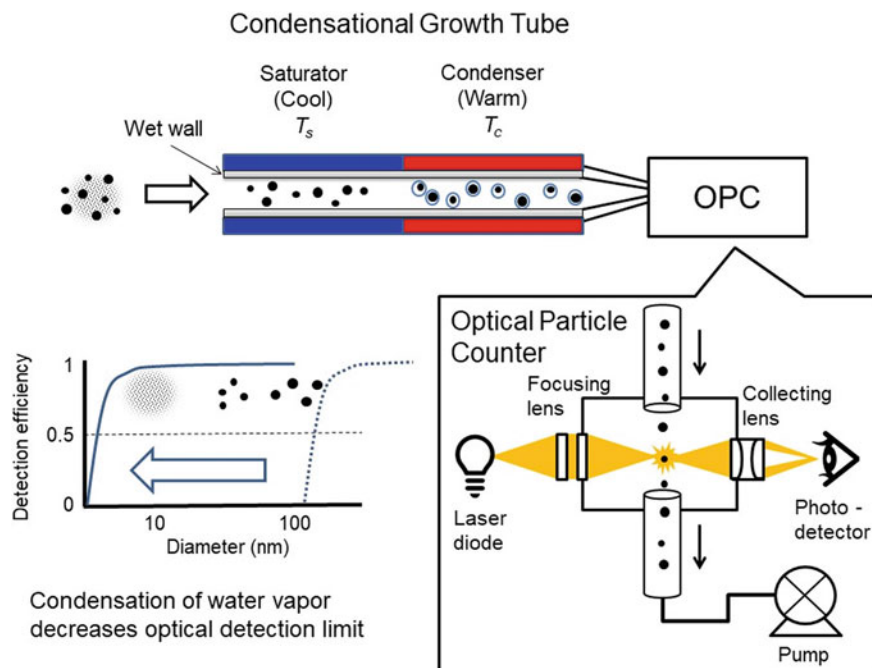 Condensational Growth Tube
Saturator
(Cool)
Tₛ
Condenser
(Warm)
T꜀
Wet wall
OPC
Optical Particle
Counter
Focusing
lens
Collecting
lens
Laser
diode
Photo -
detector
Pump
Detection efficiency
1
0.5
0
10
100
Diameter (nm)
Condensation of water vapor
decreases optical detection limit